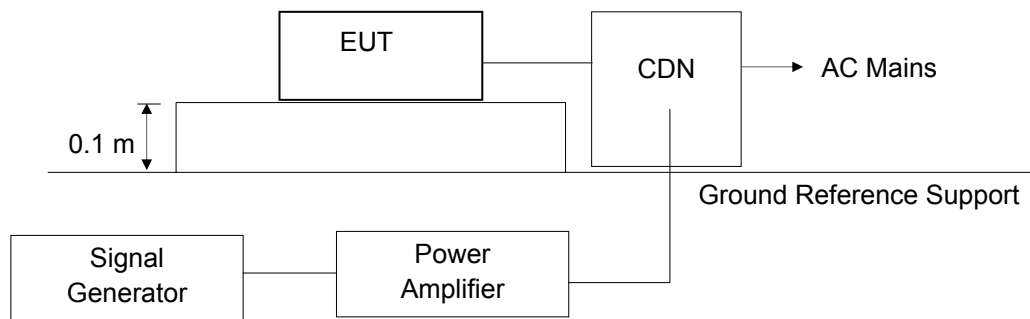 EUT
CDN
AC Mains
0.1 m
Ground Reference Support
Signal
Generator
Power
Amplifier